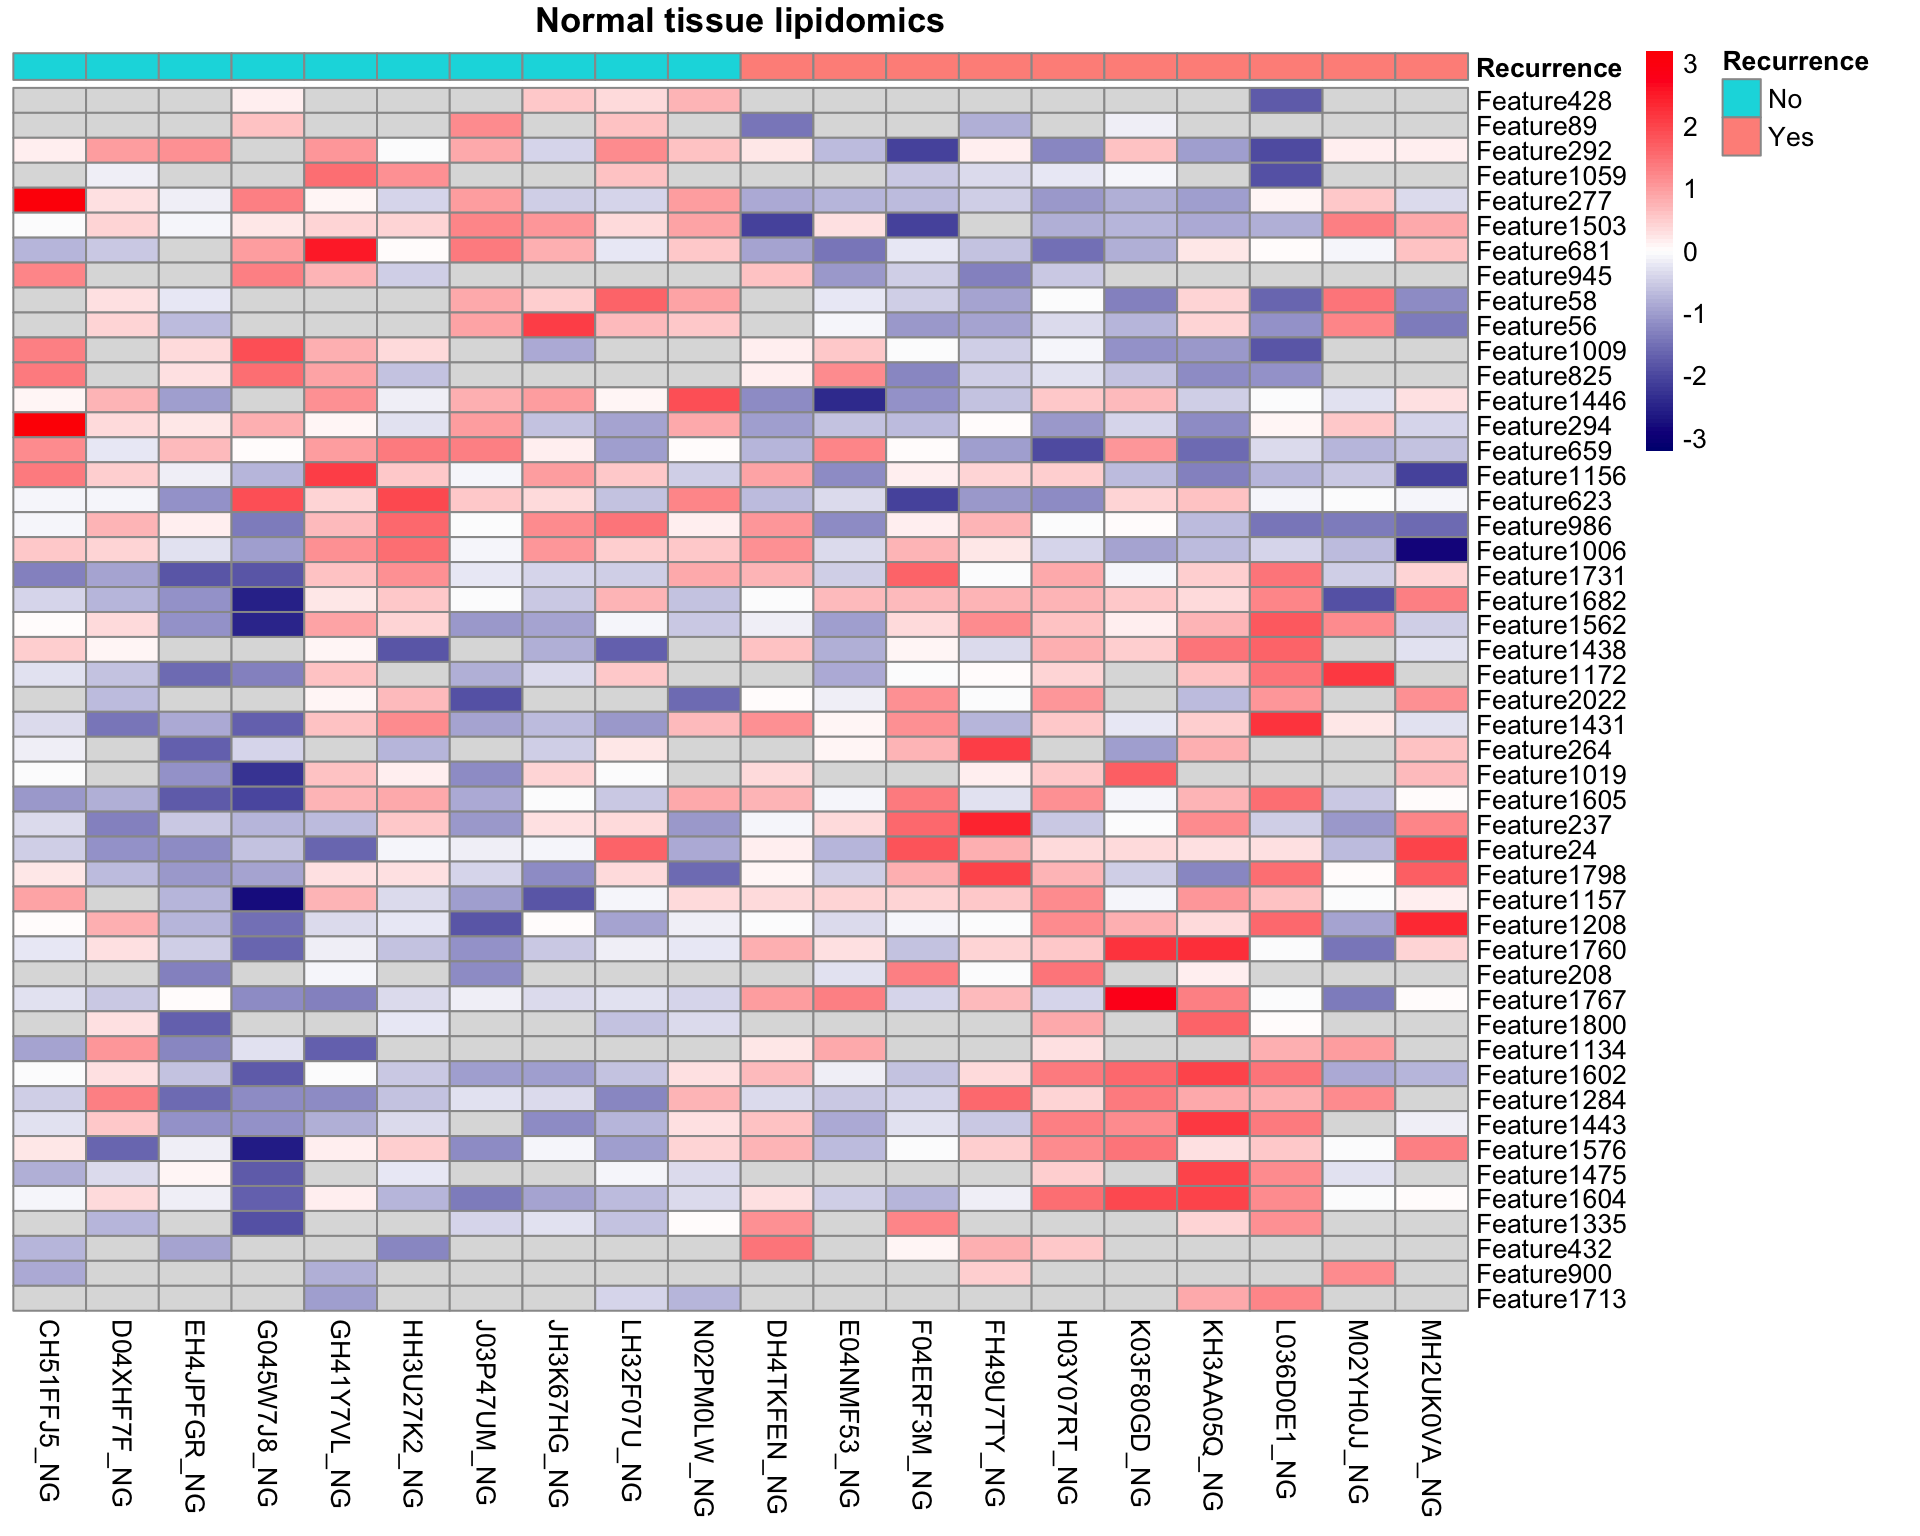 Normal tissue lipidomics
Recurrence
Feature428
Feature89
Feature292
Feature1059
Feature277
Feature1503
Feature681
Feature945
Feature58
Feature56
Feature1009
Feature825
Feature1446
Feature294
Feature659
Feature1156
Feature623
Feature986
Feature1006
Feature1731
Feature1682
Feature1562
Feature1438
Feature1172
Feature2022
Feature1431
Feature264
Feature1019
Feature1605
Feature237
Feature24
Feature1798
Feature1157
Feature1208
Feature1760
Feature208
Feature1767
Feature1800
Feature1134
Feature1602
Feature1284
Feature1443
Feature1576
Feature1475
Feature1604
Feature1335
Feature432
Feature900
Feature1713
3
2
1
0
-1
-2
-3
Recurrence
No
Yes
CH51FFJ5_NG
D04XHF7F_NG
EH4JPFGR_NG
G045W7J8_NG
GH41Y7VL_NG
HH3U27K2_NG
J03P47UM_NG
JH3K67HG_NG
LH32F07U_NG
N02PM0LW_NG
DH4TKFEN_NG
E04NMF53_NG
F04ERF3M_NG
FH49U7TY_NG
H03Y07RT_NG
K03F80GD_NG
KH3AA05Q_NG
L036D0E1_NG
M02YH0JJ_NG
MH2UK0VA_NG